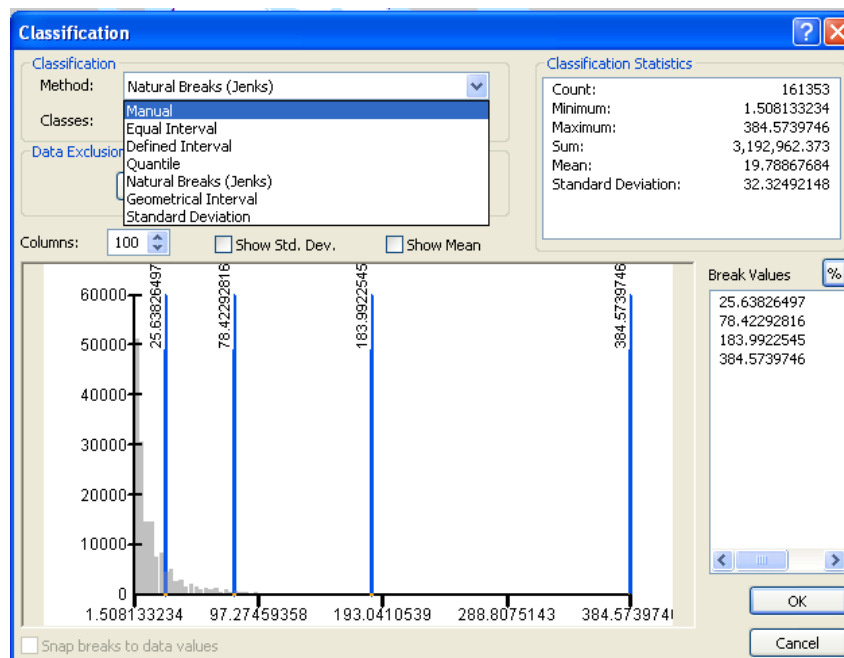 Classification
Classification
Method: Natural Breaks (Jenks)
Classes:
Manual
Equal Interval
Defined Interval
Quantile
Natural Breaks (Jenks)
Geometrical Interval
Standard Deviation
Data Exclusion
Classification Statistics
Count: 161353
Minimum: 1.508133234
Maximum: 384.5739746
Sum: 3,192,962.373
Mean: 19.78867684
Standard Deviation: 32.32492148
Columns: 100 Show Std. Dev. Show Mean
25.63826497
78.42292816
183.9922545
384.5739746
60000
50000
40000
30000
20000
10000
0
1.508133234 97.27459358 193.0410539 288.8075143 384.5739746
Break Values %
25.63826497
78.42292816
183.9922545
384.5739746
OK
Cancel
Snap breaks to data values